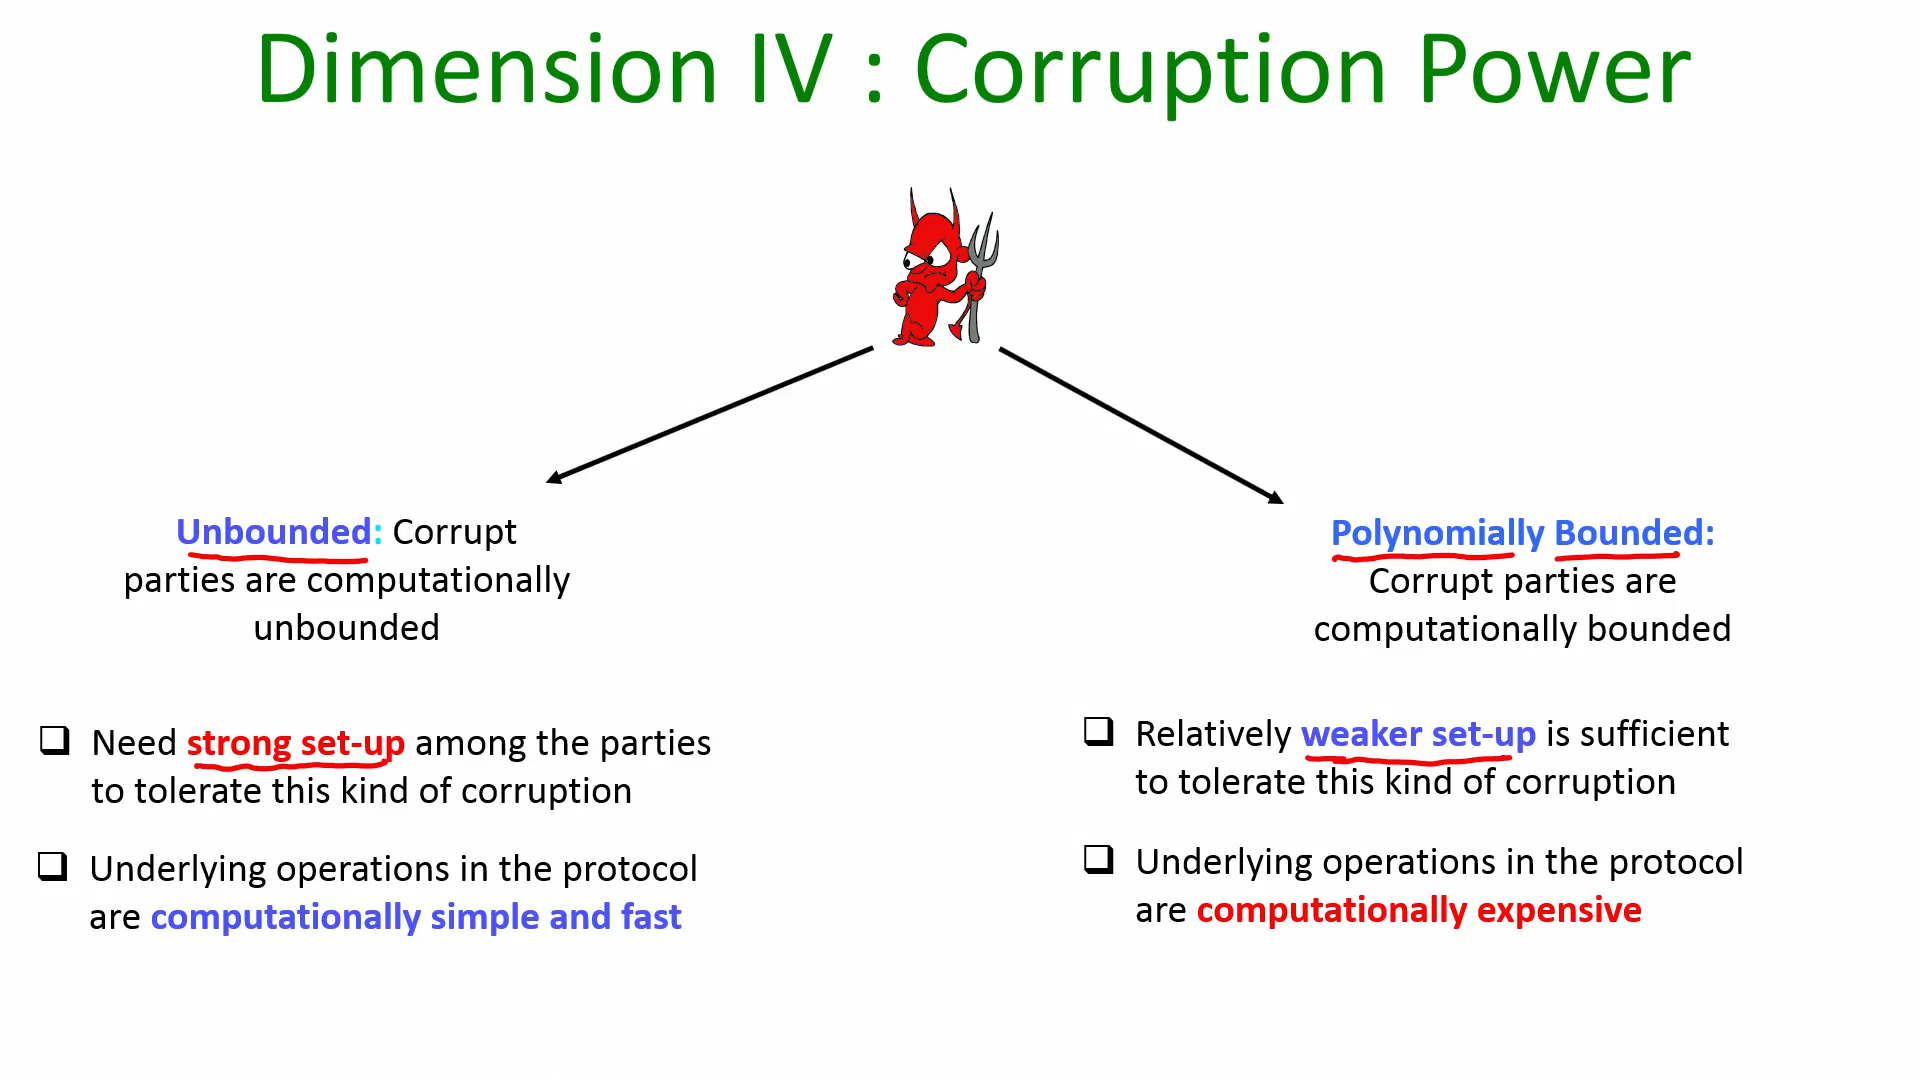 Dimension IV : Corruption Power
Unbounded: Corrupt
parties are computationally
unbounded
❑ Need strong set-up among the parties
to tolerate this kind of corruption
❑ Underlying operations in the protocol
are computationally simple and fast
Polynomially Bounded:
Corrupt parties are
computationally bounded
❑ Relatively weaker set-up is sufficient
to tolerate this kind of corruption
❑ Underlying operations in the protocol
are computationally expensive